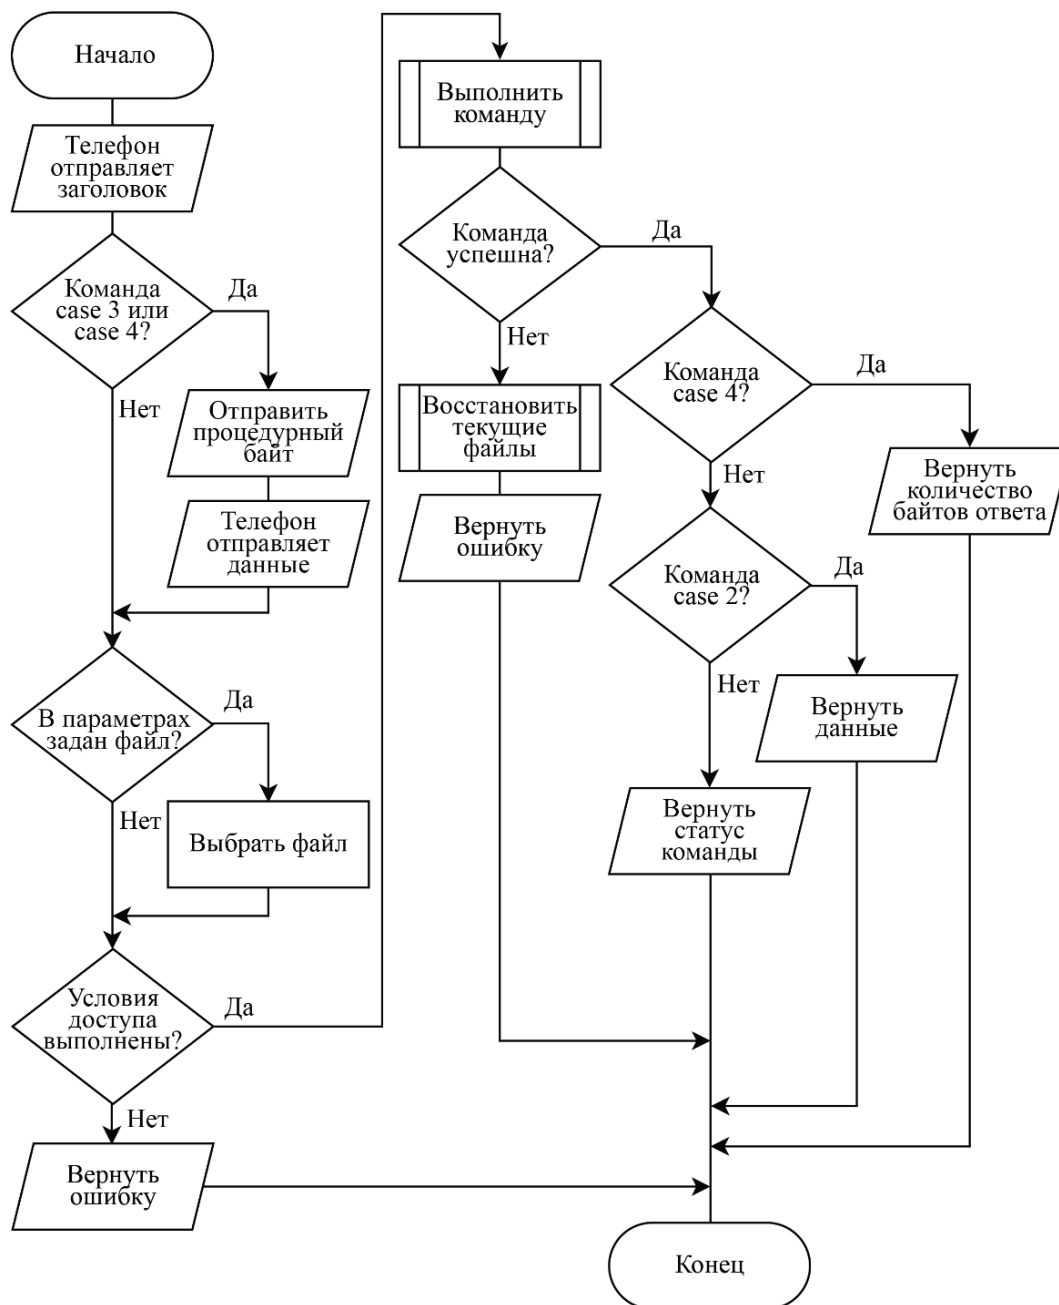 Начало
Телефон
отправляет
заголовок
Команда
case 3 или
case 4?
Да
Нет
Отправить
процедурный
байт
Телефон
отправляет
данные
В параметрах
задан файл?
Да
Нет
Выбрать файл
Условия
доступа
выполнены?
Да
Нет
Вернуть
ошибку
Выполнить
команду
Команда
успешна?
Да
Нет
Восстановить
текущие
файлы
Вернуть
ошибку
Команда
case 4?
Да
Нет
Вернуть
количество
байтов ответа
Команда
case 2?
Да
Нет
Вернуть
данные
Вернуть
статус
команды
Конец